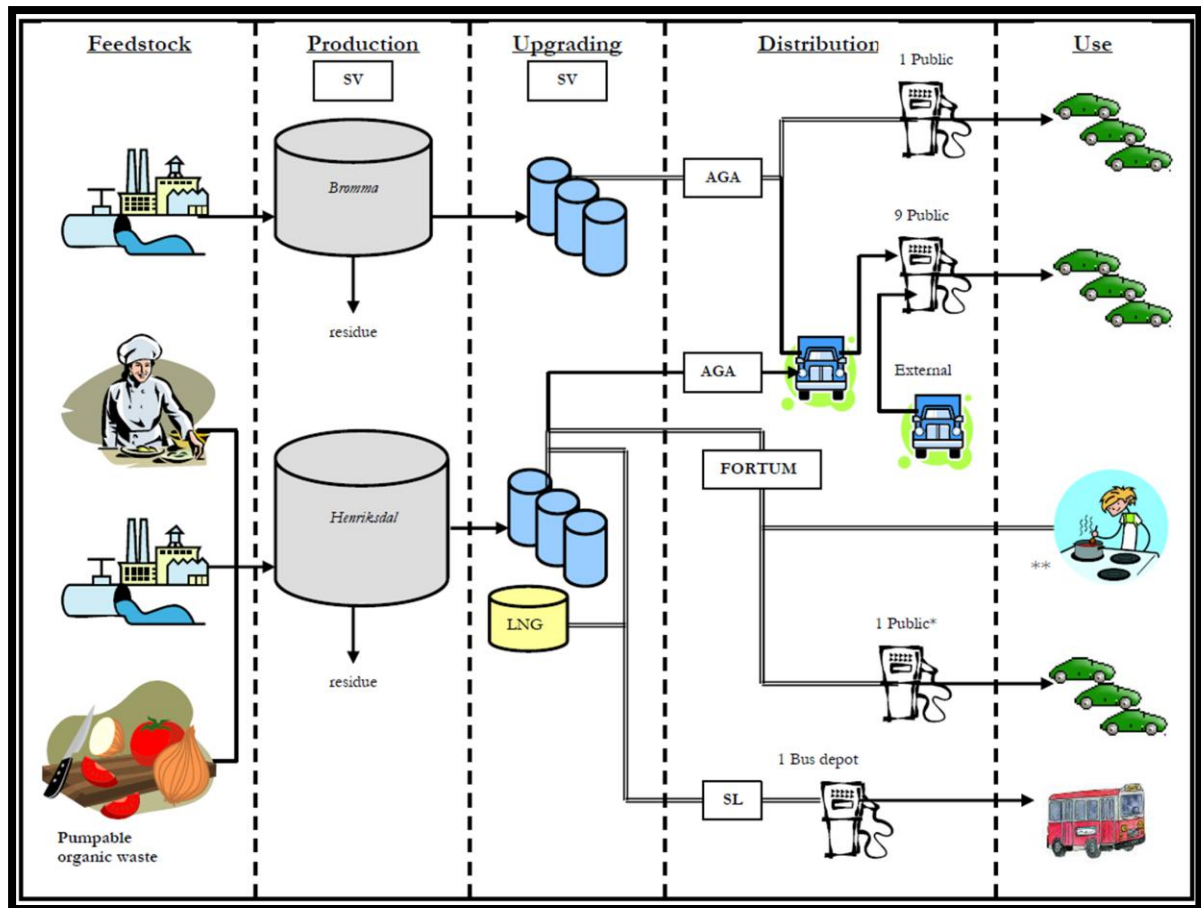 Feedstock
Production
Upgrading
Distribution
Use
SV
SV
1 Public
Bromma
AGA
9 Public
residue
AGA
External
FORTUM
Henriksdal
**
LNG
1 Public*
residue
1 Bus depot
SL
Pumpable
organic waste